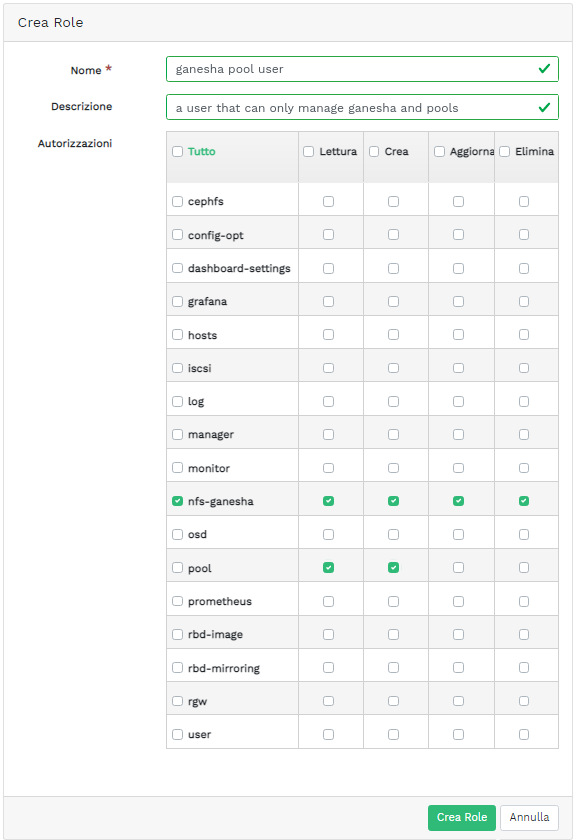 Crea Role
Nome *
ganesha pool user
Descrizione
a user that can only manage ganesha and pools
Autorizzazioni
Tutto Lettura Crea Aggiorna Elimina
cephfs
config-opt
dashboard-settings
grafana
hosts
iscsi
log
manager
monitor
nfs-ganesha
osd
pool
prometheus
rbd-image
rbd-mirroring
rgw
user
Crea Role Annulla